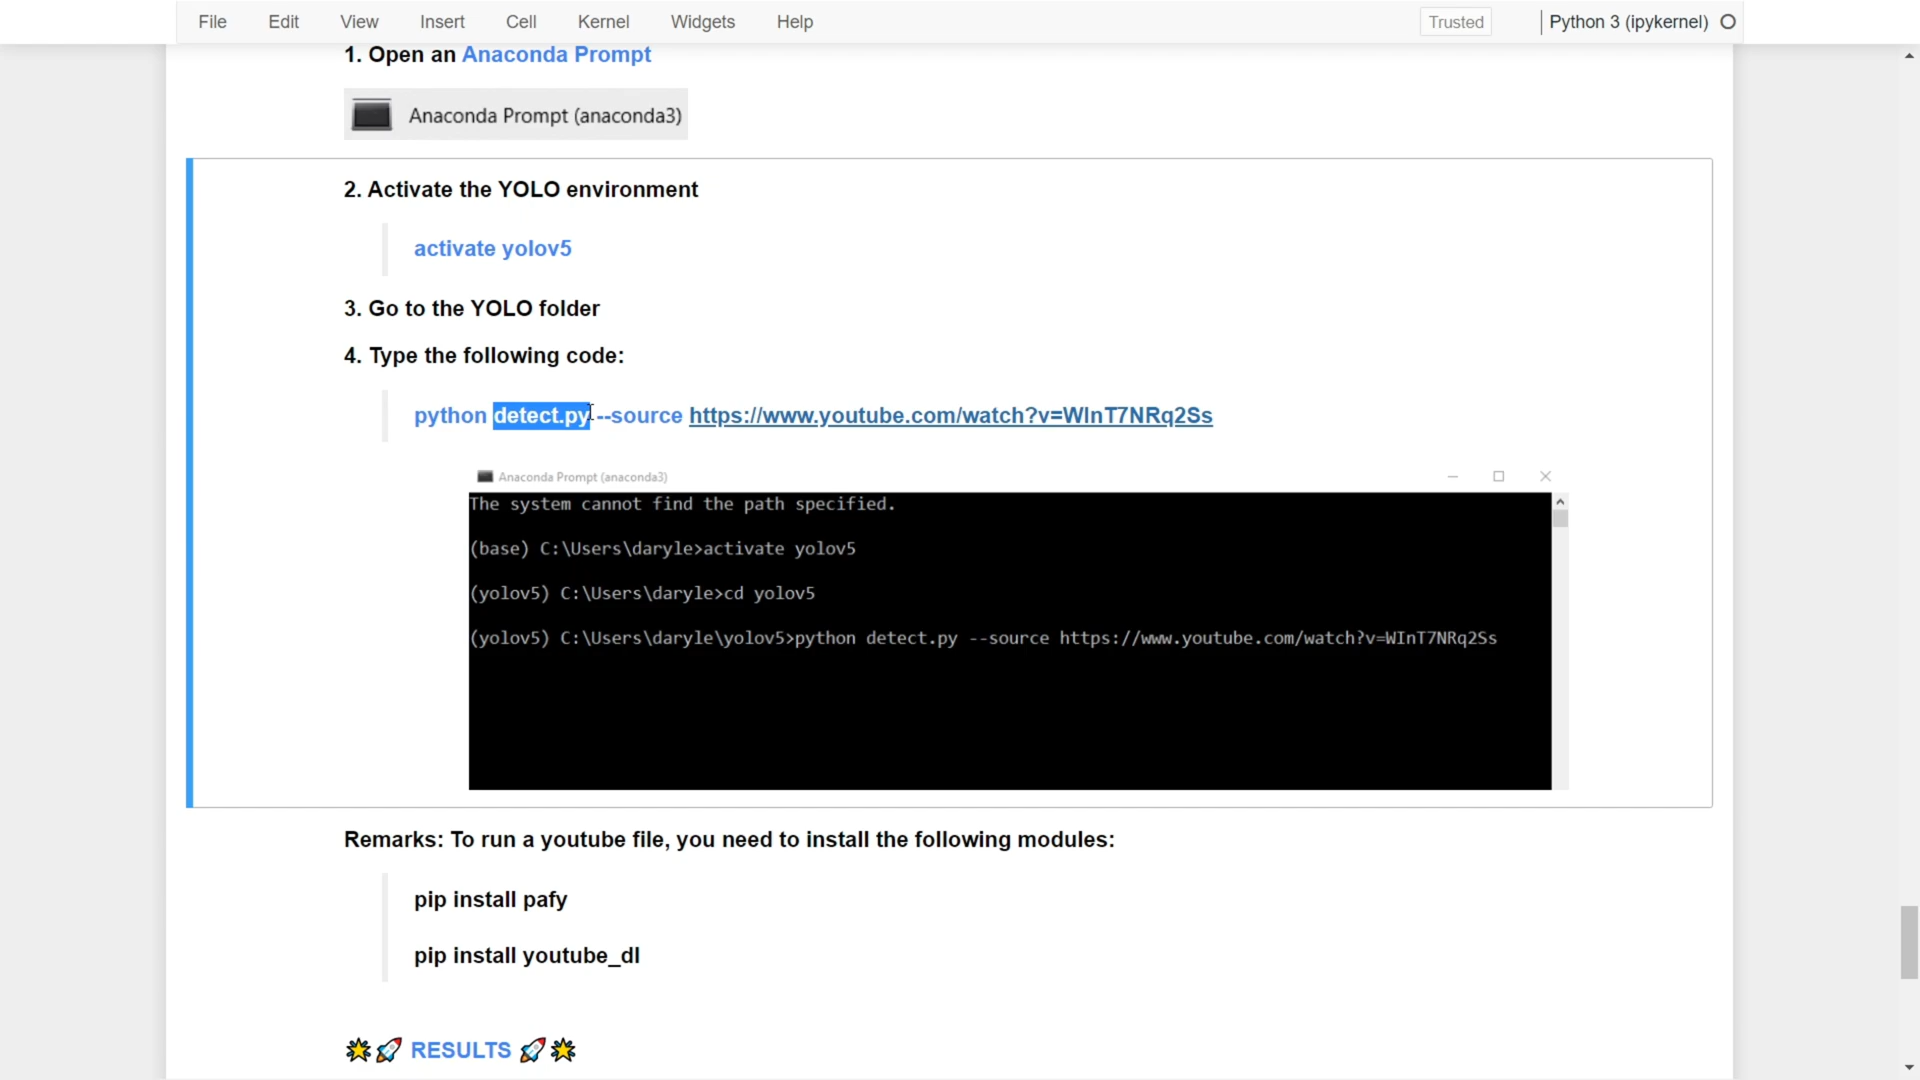 File Edit View Insert Cell Kernel Widgets Help Trusted Python 3 (ipykernel)
1. Open an Anaconda Prompt
Anaconda Prompt (anaconda3)
2. Activate the YOLO environment
activate yolov5
3. Go to the YOLO folder
4. Type the following code:
python detect.py --source https://www.youtube.com/watch?v=WInT7NRq2Ss
Anaconda Prompt (anaconda3)
The system cannot find the path specified.
(base) C:\Users\daryle>activate yolov5
(yolov5) C:\Users\daryle>cd yolov5
(yolov5) C:\Users\daryle\yolov5>python detect.py --source https://www.youtube.com/watch?v=WInT7NRq2Ss
Remarks: To run a youtube file, you need to install the following modules:
pip install pafy
pip install youtube_dl
🌟🚀 RESULTS 🚀🌟